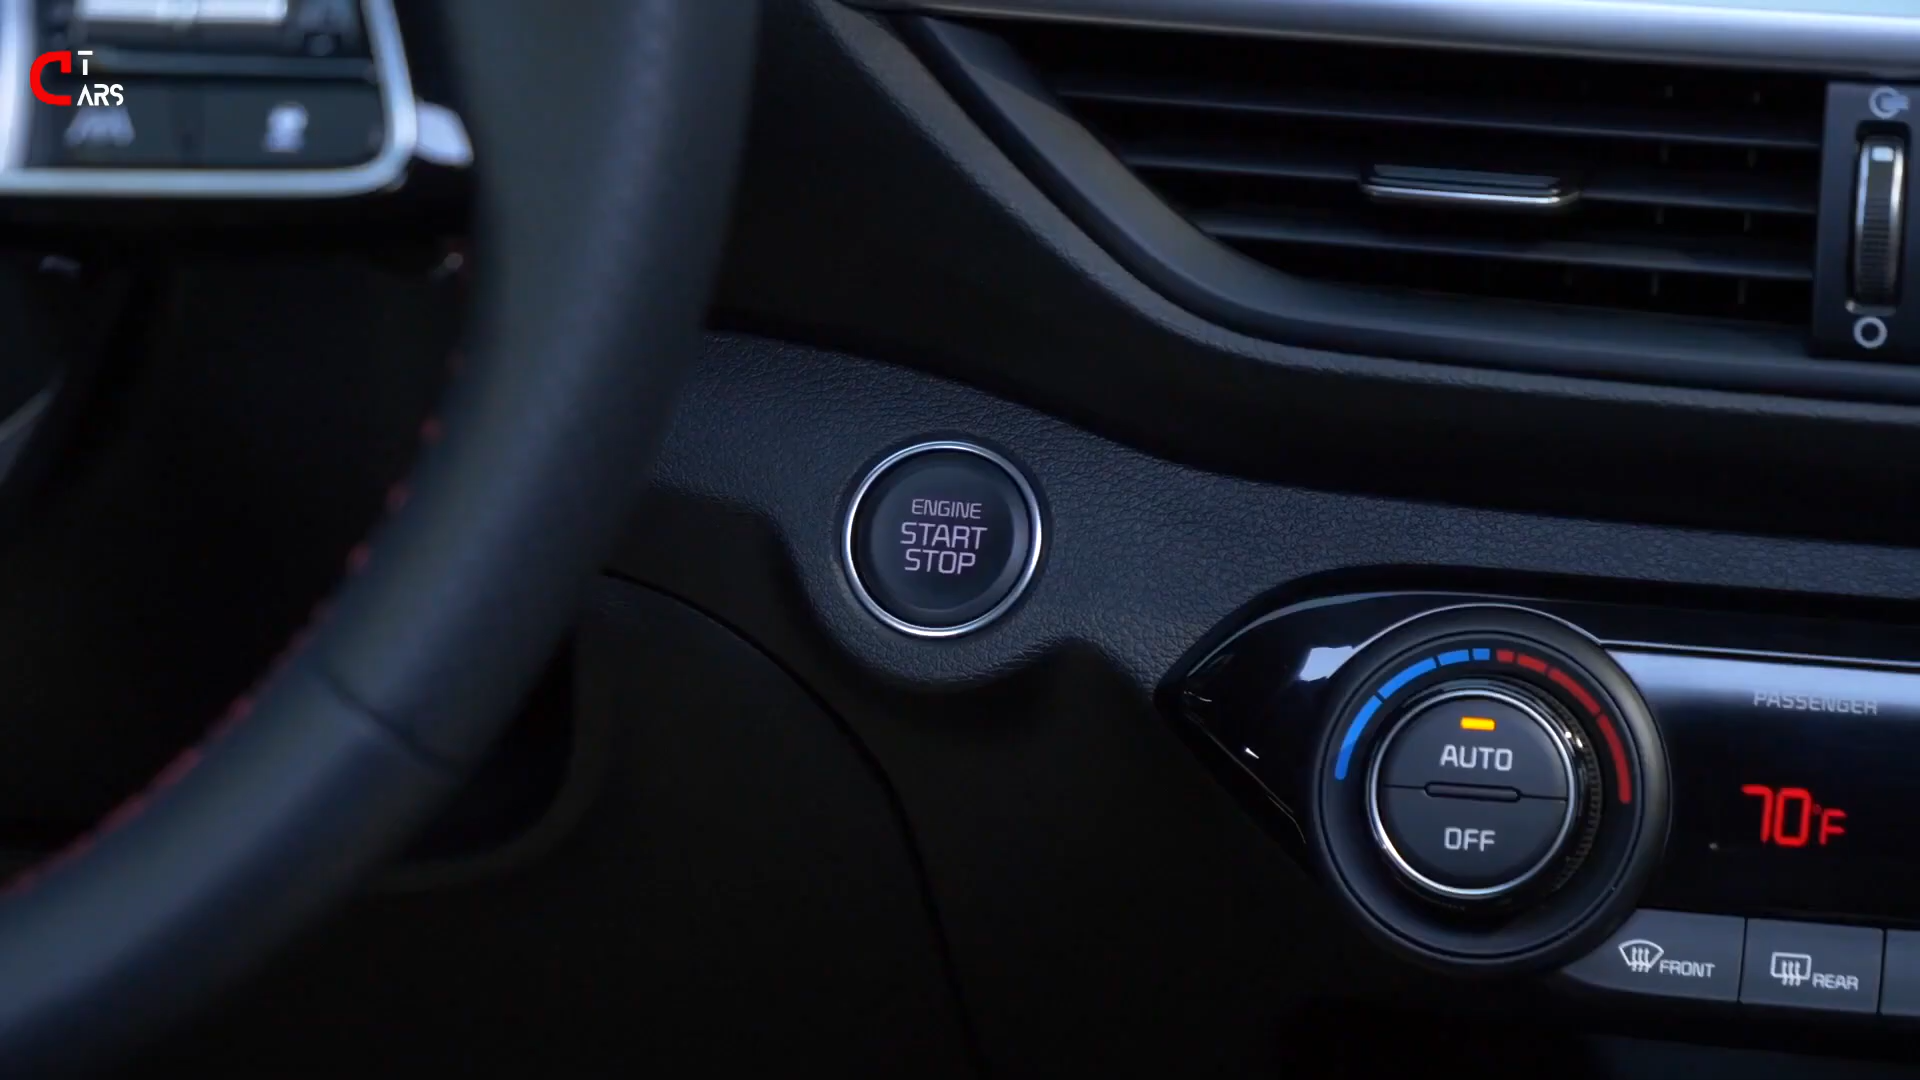 CT
ARS
ENGINE
START
STOP
AUTO
OFF
PASSENGER
70°F
FRONT
REAR